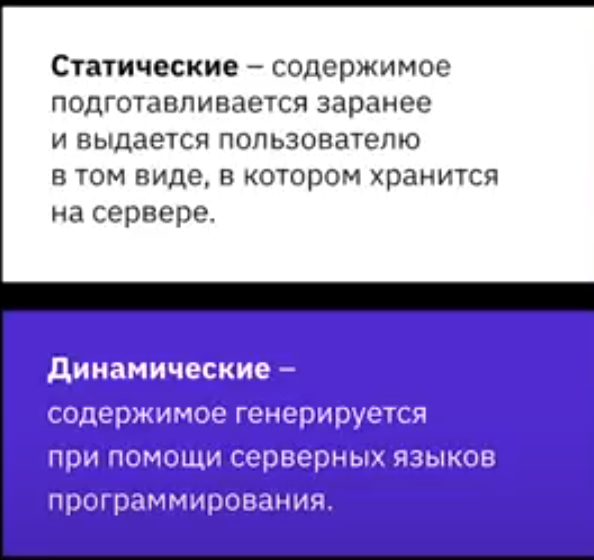 Статические – содержимое
подготавливается заранее
и выдается пользователю
в том виде, в котором хранится
на сервере.
Динамические –
содержимое генерируется
при помощи серверных языков
программирования.